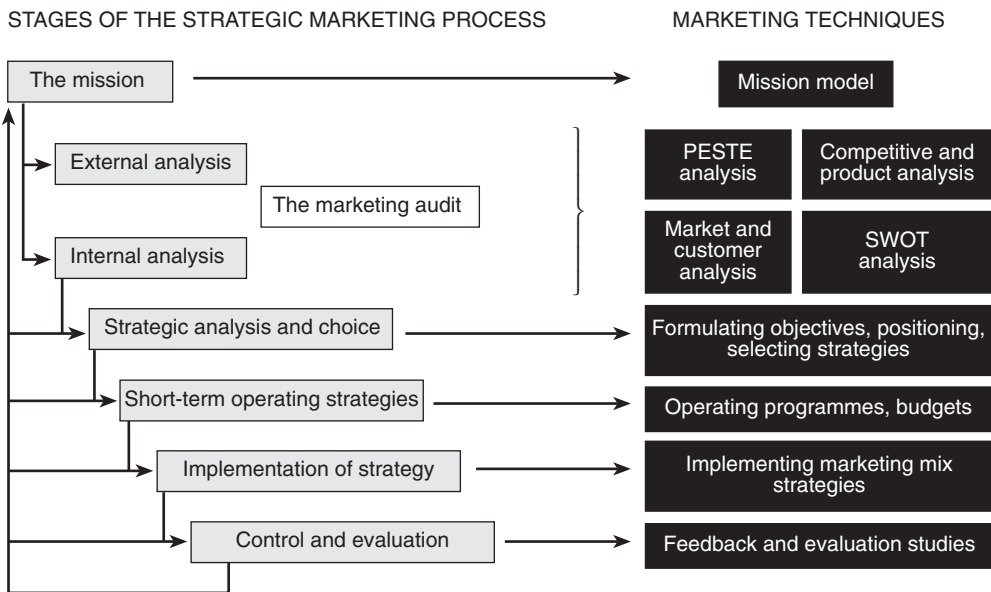 STAGES OF THE STRATEGIC MARKETING PROCESS
MARKETING TECHNIQUES
The mission
Mission model
External analysis
The marketing audit
Internal analysis
PESTE
analysis
Competitive and
product analysis
Market and
customer
analysis
SWOT
analysis
Strategic analysis and choice
Formulating objectives, positioning,
selecting strategies
Short-term operating strategies
Operating programmes, budgets
Implementation of strategy
Implementing marketing mix
strategies
Control and evaluation
Feedback and evaluation studies